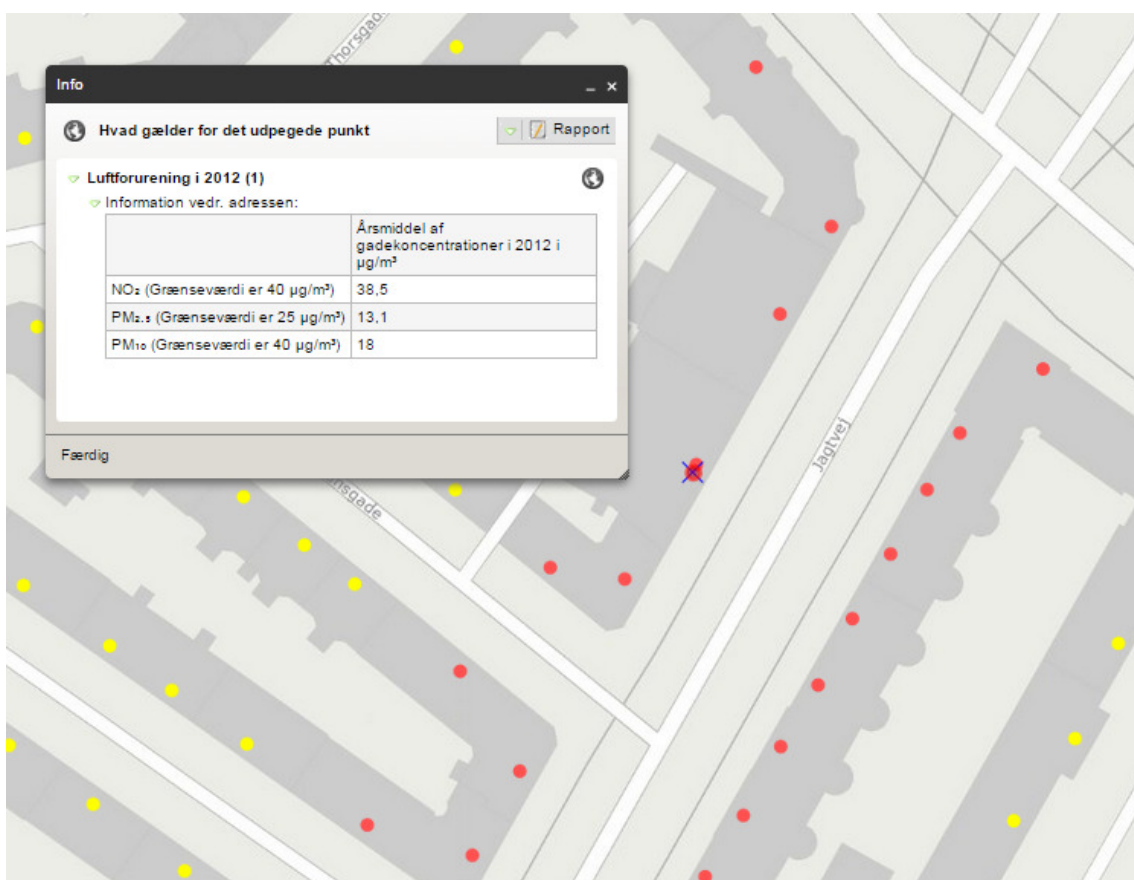 Thorsgad
Info
Hvad gælder for det udpegede punkt
Rapport
Luftforurening i 2012 (1)
Information vedr. adressen:
Årsmiddel af
gadekoncentrationer i 2012 i
µg/m³
NO₂ (Grænseværdi er 40 µg/m³) 38,5
PM₂.₅ (Grænseværdi er 25 µg/m³) 13,1
PM₁₀ (Grænseværdi er 40 µg/m³) 18
Færdig
Jagtvej
nsgade